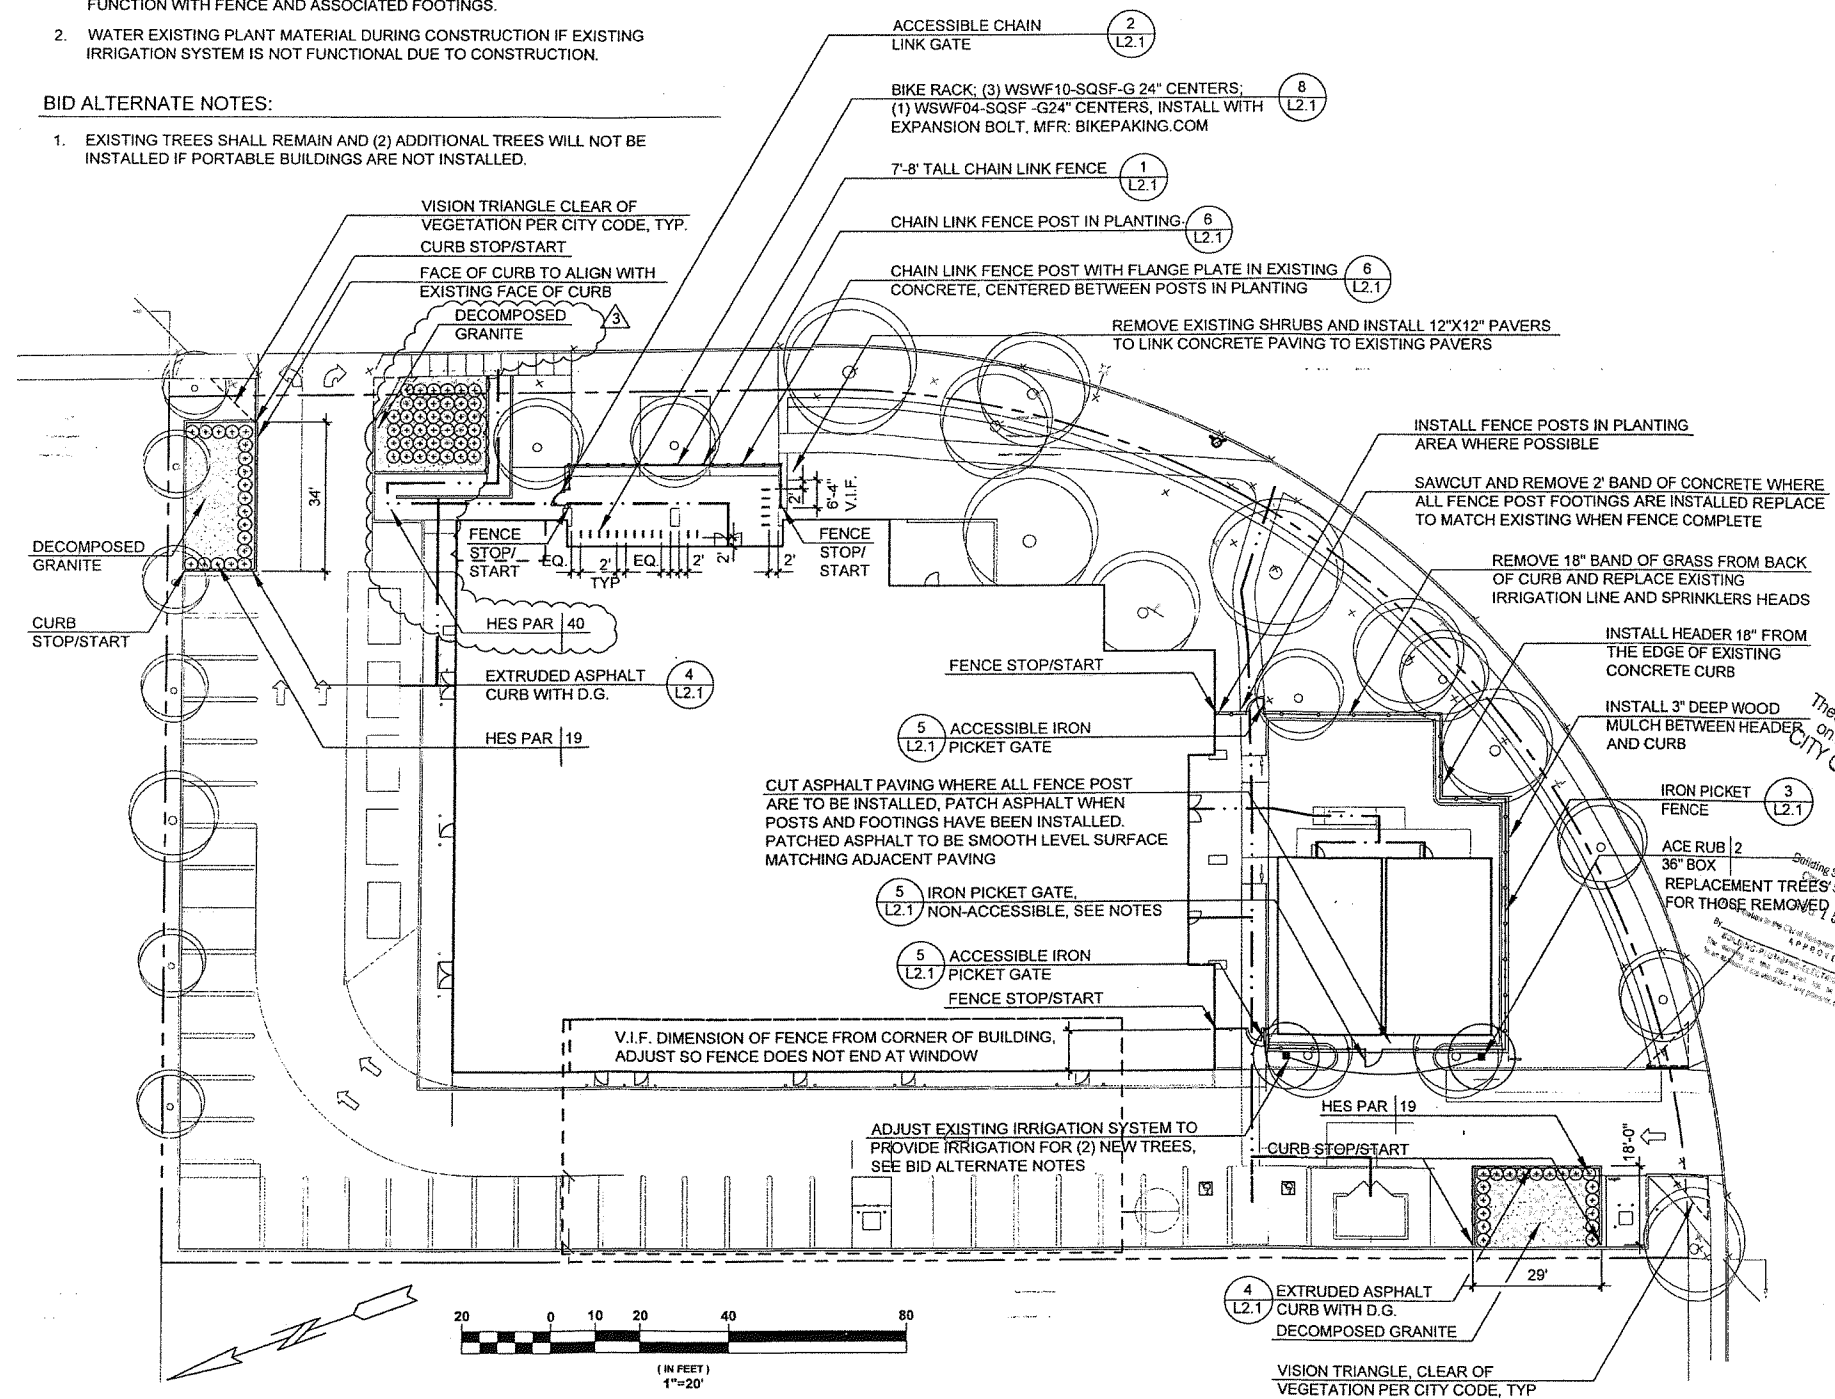 FUNCTION WITH FENCE AND ASSOCIATED FOOTINGS.
2. WATER EXISTING PLANT MATERIAL DURING CONSTRUCTION IF EXISTING
IRRIGATION SYSTEM IS NOT FUNCTIONAL DUE TO CONSTRUCTION.
BID ALTERNATE NOTES:
1. EXISTING TREES SHALL REMAIN AND (2) ADDITIONAL TREES WILL NOT BE
INSTALLED IF PORTABLE BUILDINGS ARE NOT INSTALLED.
ACCESSIBLE CHAIN
LINK GATE
2
L2.1
BIKE RACK; (3) WSWF10-SQSF-G 24" CENTERS;
(1) WSWF04-SQSF -G24" CENTERS, INSTALL WITH
EXPANSION BOLT, MFR: BIKEPAKING.COM
8
L2.1
7'-8' TALL CHAIN LINK FENCE
1
L2.1
CHAIN LINK FENCE POST IN PLANTING
6
L2.1
CHAIN LINK FENCE POST WITH FLANGE PLATE IN EXISTING
CONCRETE, CENTERED BETWEEN POSTS IN PLANTING
6
L2.1
REMOVE EXISTING SHRUBS AND INSTALL 12"X12" PAVERS
TO LINK CONCRETE PAVING TO EXISTING PAVERS
VISION TRIANGLE CLEAR OF
VEGETATION PER CITY CODE, TYP.
CURB STOP/START
FACE OF CURB TO ALIGN WITH
EXISTING FACE OF CURB
DECOMPOSED
GRANITE
3
INSTALL FENCE POSTS IN PLANTING
AREA WHERE POSSIBLE
SAWCUT AND REMOVE 2' BAND OF CONCRETE WHERE
ALL FENCE POST FOOTINGS ARE INSTALLED REPLACE
TO MATCH EXISTING WHEN FENCE COMPLETE
REMOVE 18" BAND OF GRASS FROM BACK
OF CURB AND REPLACE EXISTING
IRRIGATION LINE AND SPRINKLERS HEADS
INSTALL HEADER 18" FROM
THE EDGE OF EXISTING
CONCRETE CURB
INSTALL 3" DEEP WOOD
MULCH BETWEEN HEADER
AND CURB
IRON PICKET
FENCE
3
L2.1
ACE RUB 2
36" BOX
REPLACEMENT TREES
FOR THOSE REMOVED
34'
DECOMPOSED
GRANITE
CURB
STOP/START
FENCE
STOP/
START
EQ.
2'
TYP
EQ.
2'
2'
FENCE
STOP/
START
2'
6'-4"
V.I.F.
HES PAR 40
EXTRUDED ASPHALT
CURB WITH D.G.
4
L2.1
HES PAR 19
FENCE STOP/START
5
L2.1
ACCESSIBLE IRON
PICKET GATE
CUT ASPHALT PAVING WHERE ALL FENCE POST
ARE TO BE INSTALLED, PATCH ASPHALT WHEN
POSTS AND FOOTINGS HAVE BEEN INSTALLED.
PATCHED ASPHALT TO BE SMOOTH LEVEL SURFACE
MATCHING ADJACENT PAVING
5
L2.1
IRON PICKET GATE,
NON-ACCESSIBLE, SEE NOTES
5
L2.1
ACCESSIBLE IRON
PICKET GATE
FENCE STOP/START
V.I.F. DIMENSION OF FENCE FROM CORNER OF BUILDING,
ADJUST SO FENCE DOES NOT END AT WINDOW
ADJUST EXISTING IRRIGATION SYSTEM TO
PROVIDE IRRIGATION FOR (2) NEW TREES,
SEE BID ALTERNATE NOTES
HES PAR 19
CURB STOP/START
18'-0"
29'
4
L2.1
EXTRUDED ASPHALT
CURB WITH D.G.
DECOMPOSED GRANITE
VISION TRIANGLE, CLEAR OF
VEGETATION PER CITY CODE, TYP
N
20 0 10 20 40 80
( IN FEET )
1"=20'